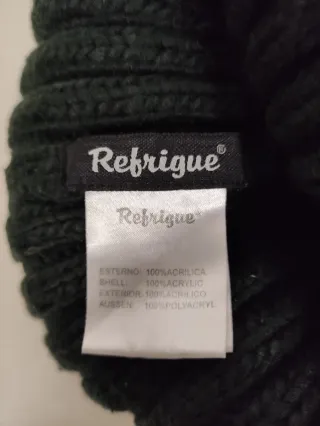 Refrigue®
Refrigue®
ESTERNO: 100%ACRILICA
SHELL: 100%ACRYLIC
EXTERIOR: 100%ACRILICO
AUSSEN: 100%POLYACRYL